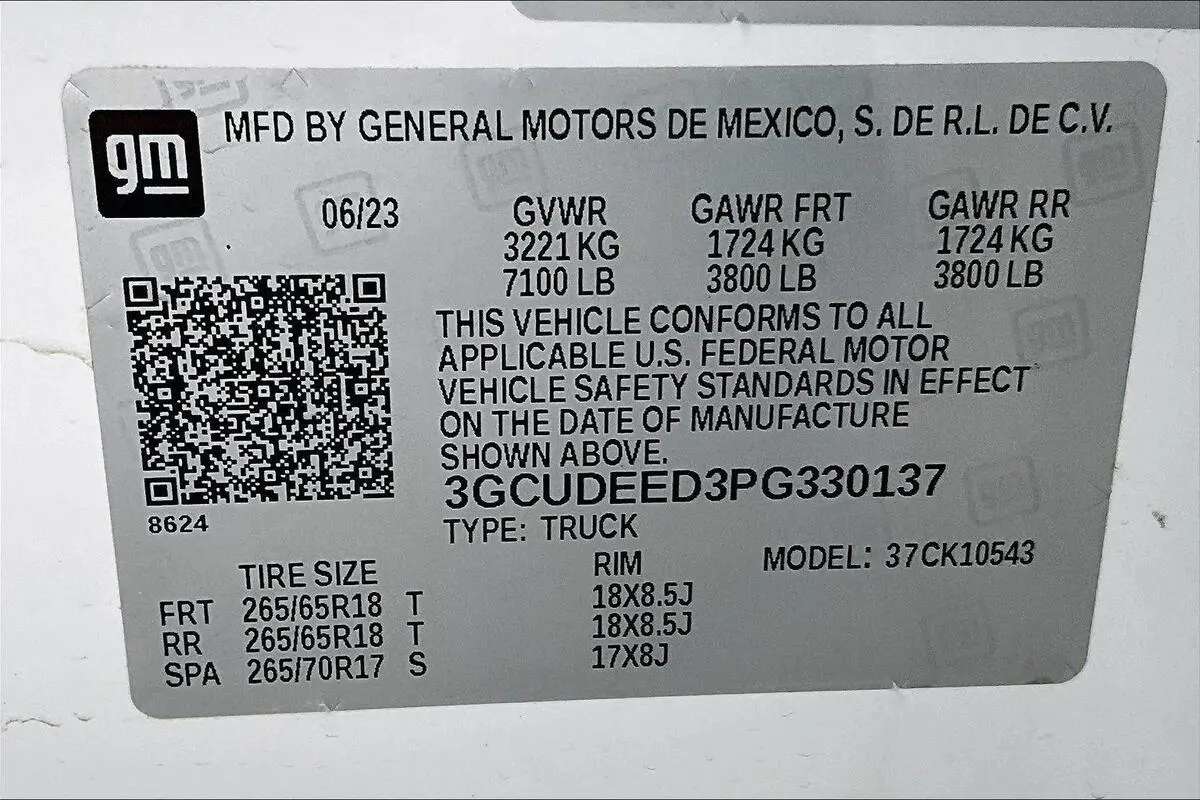 gm
MFD BY GENERAL MOTORS DE MEXICO, S. DE R.L. DE C.V.
06/23 GVWR GAWR FRT GAWR RR
3221 KG 1724 KG 1724 KG
7100 LB 3800 LB 3800 LB
THIS VEHICLE CONFORMS TO ALL
APPLICABLE U.S. FEDERAL MOTOR
VEHICLE SAFETY STANDARDS IN EFFECT
ON THE DATE OF MANUFACTURE
SHOWN ABOVE.
3GCUDEED3PG330137
8624
TYPE: TRUCK
TIRE SIZE RIM MODEL: 37CK10543
FRT 265/65R18 T 18X8.5J
RR 265/65R18 T 18X8.5J
SPA 265/70R17 S 17X8J